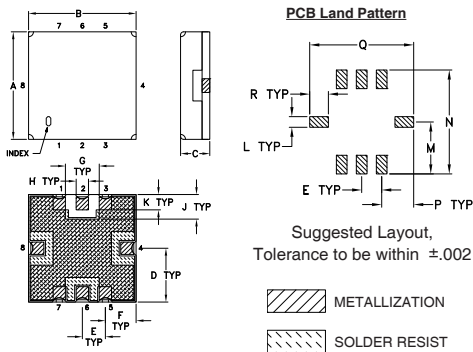 B
7 6 5
A
8
4
INDEX
1 2 3
C
G
TYP
H TYP
1 2 3
K TYP
J TYP
8
4
D TYP
7 6 5
F
TYP
E
TYP
PCB Land Pattern
Q
R TYP
L TYP
N
M
E TYP
P TYP
Suggested Layout,
Tolerance to be within ±.002
METALLIZATION
SOLDER RESIST